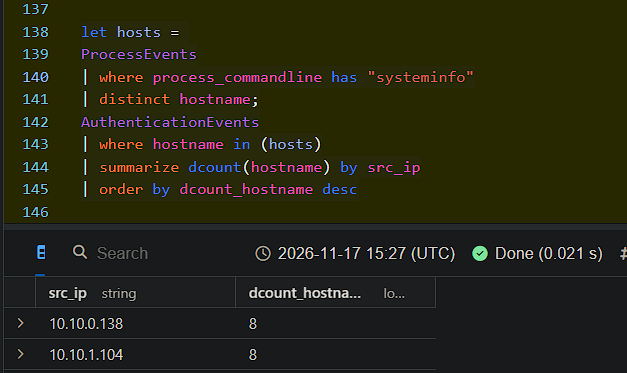 137
138 let hosts =
139 ProcessEvents
140 | where process_commandline has "systeminfo"
141 | distinct hostname;
142 AuthenticationEvents
143 | where hostname in (hosts)
144 | summarize dcount(hostname) by src_ip
145 | order by dcount_hostname desc
146
Search 2026-11-17 15:27 (UTC) Done (0.021 s)
src_ip string dcount_hostna... lo...
10.10.0.138 8
10.10.1.104 8